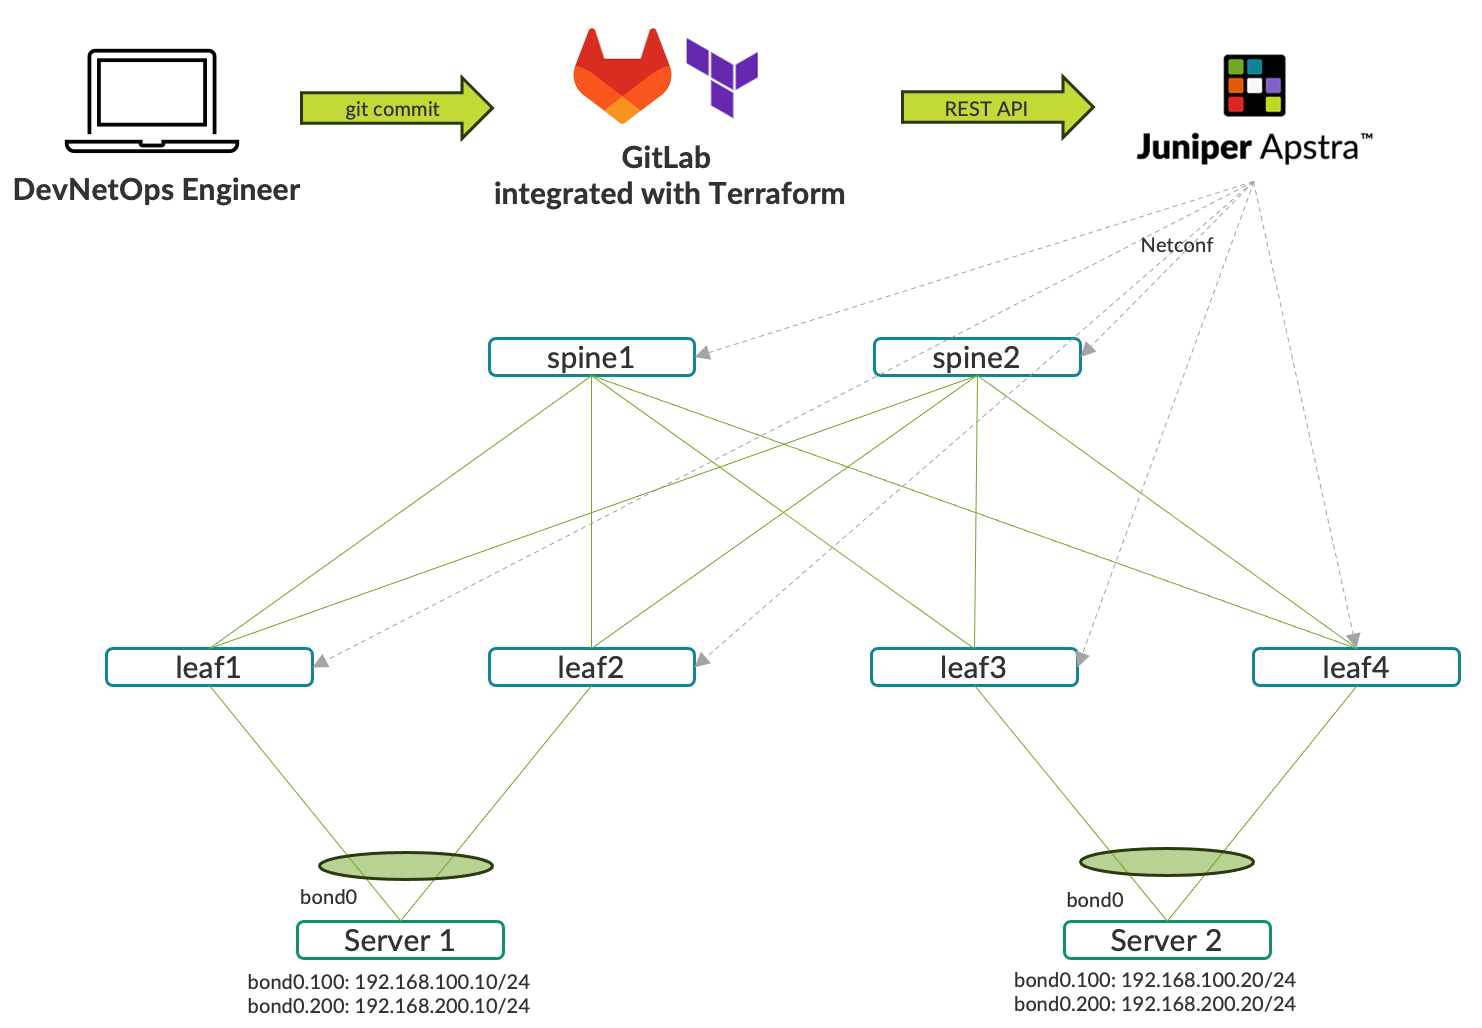 git commit
REST API
GitLab
integrated with Terraform
DevNetOps Engineer
Juniper Apstra™
Netconf
spine1
spine2
leaf1
leaf2
leaf3
leaf4
bond0
bond0
Server 1
Server 2
bond0.100: 192.168.100.10/24
bond0.200: 192.168.200.10/24
bond0.100: 192.168.100.20/24
bond0.200: 192.168.200.20/24